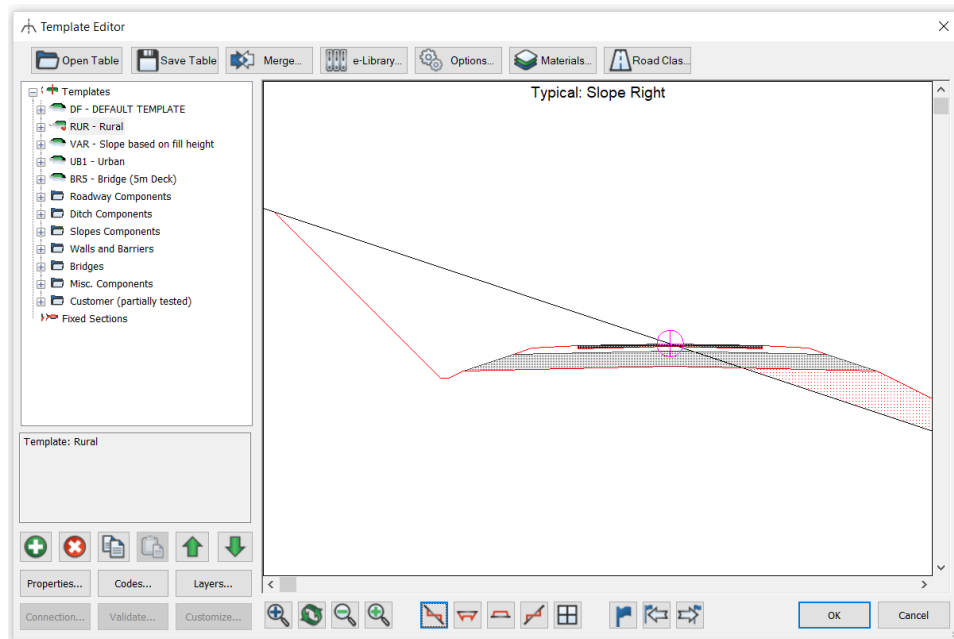 Template Editor
Open Table
Save Table
Merge...
e-Library...
Options...
Materials...
Road Clas...
Templates
DF - DEFAULT TEMPLATE
RUR - Rural
VAR - Slope based on fill height
UB1 - Urban
BR5 - Bridge (5m Deck)
Roadway Components
Ditch Components
Slopes Components
Walls and Barriers
Bridges
Misc. Components
Customer (partially tested)
Fixed Sections
Typical: Slope Right
Template: Rural
Properties...
Codes...
Layers...
Connection...
Validate...
Customize...
OK
Cancel